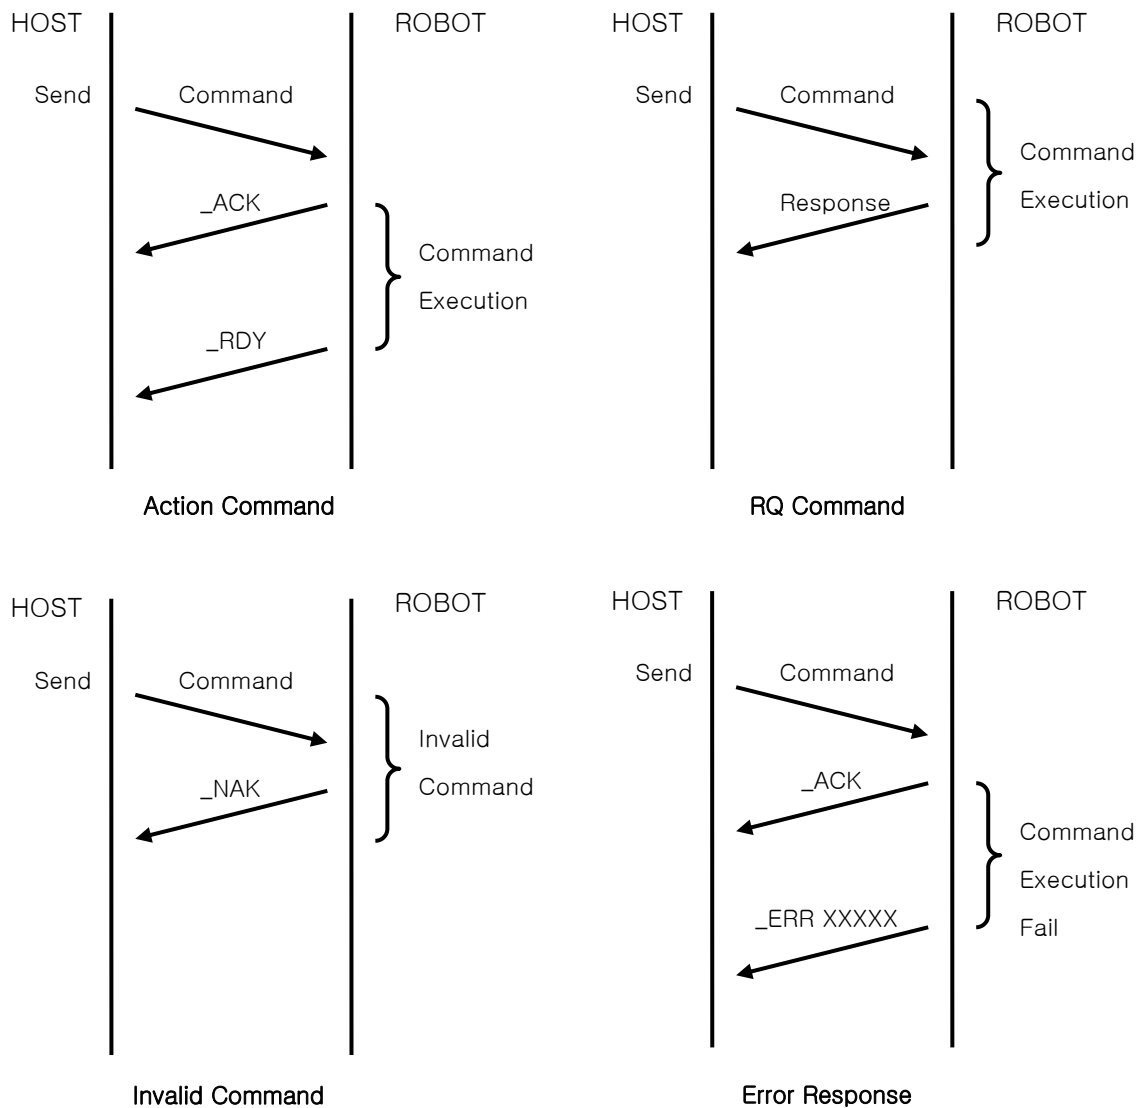 HOST
ROBOT
Send
Command
_ACK
Command
Execution
_RDY
Action Command
HOST
ROBOT
Send
Command
Command
Execution
Response
RQ Command
HOST
ROBOT
Send
Command
Invalid
Command
_NAK
Invalid Command
HOST
ROBOT
Send
Command
_ACK
Command
Execution
Fail
_ERR XXXXX
Error Response